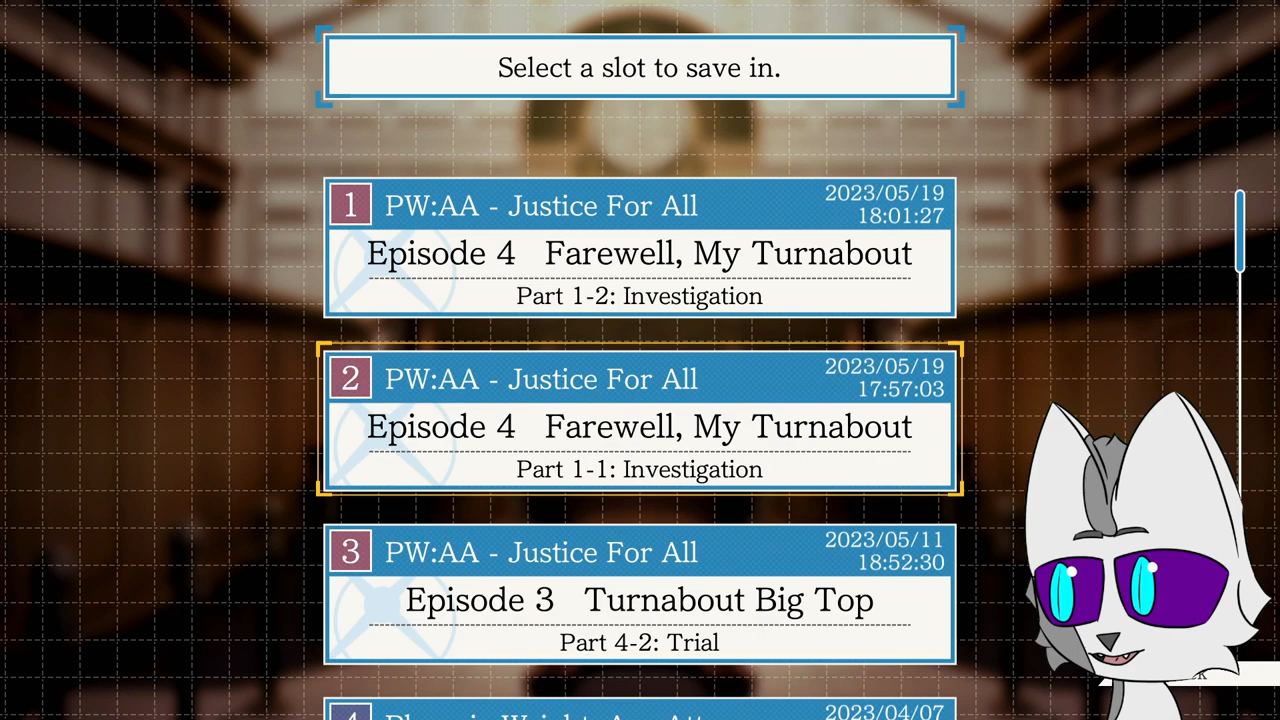 Select a slot to save in.
1 PW:AA - Justice For All 2023/05/19
18:01:27
Episode 4 Farewell, My Turnabout
Part 1-2: Investigation
2 PW:AA - Justice For All 2023/05/19
17:57:03
Episode 4 Farewell, My Turnabout
Part 1-1: Investigation
3 PW:AA - Justice For All 2023/05/11
18:52:30
Episode 3 Turnabout Big Top
Part 4-2: Trial
2023/04/07